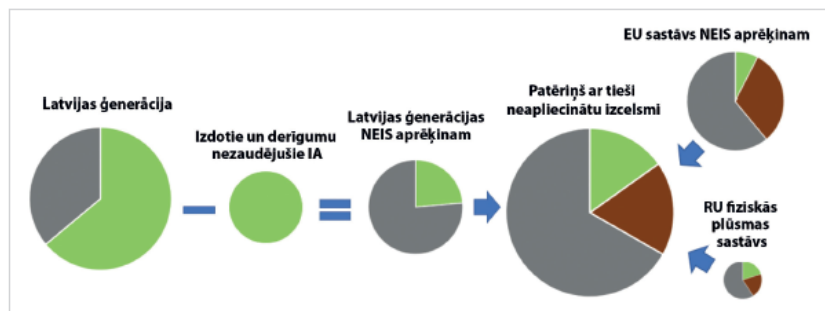 Latvijas ģenerācija
Izdotie un derīgumu
nezaudējušie IA
Latvijas ģenerācijas
NEIS aprēķinam
Patēriņš ar tieši
neapliecinātu izcelsmi
EU sastāvs NEIS aprēķinam
RU fiziskās
plūsmas
sastāvs